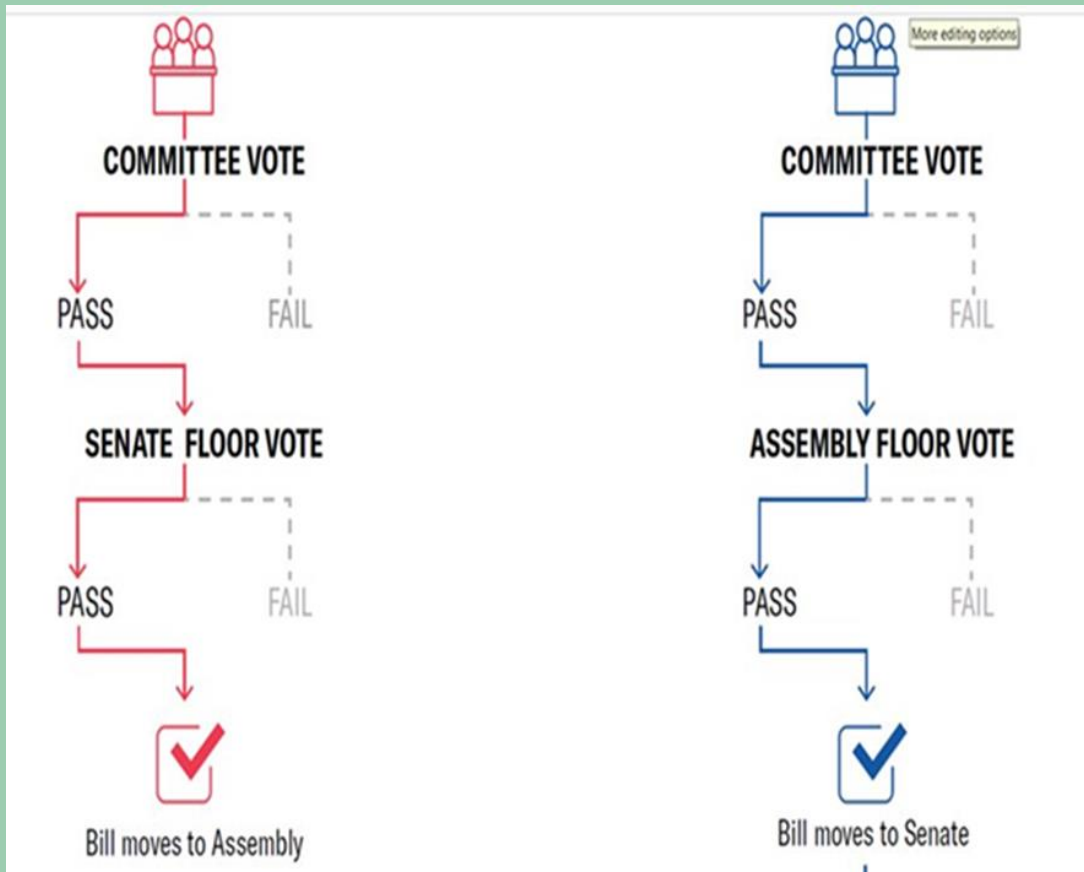 More editing options
COMMITTEE VOTE
PASS FAIL
SENATE FLOOR VOTE
PASS FAIL
Bill moves to Assembly
COMMITTEE VOTE
PASS FAIL
ASSEMBLY FLOOR VOTE
PASS FAIL
Bill moves to Senate